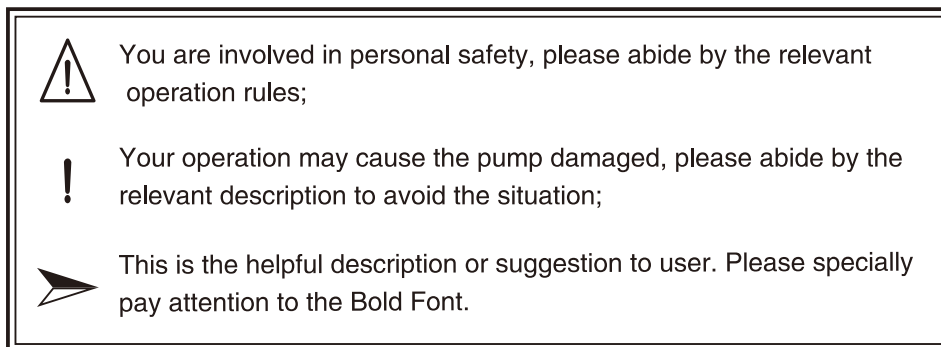 You are involved in personal safety, please abide by the relevant
operation rules;
Your operation may cause the pump damaged, please abide by the
relevant description to avoid the situation;
This is the helpful description or suggestion to user. Please specially
pay attention to the Bold Font.